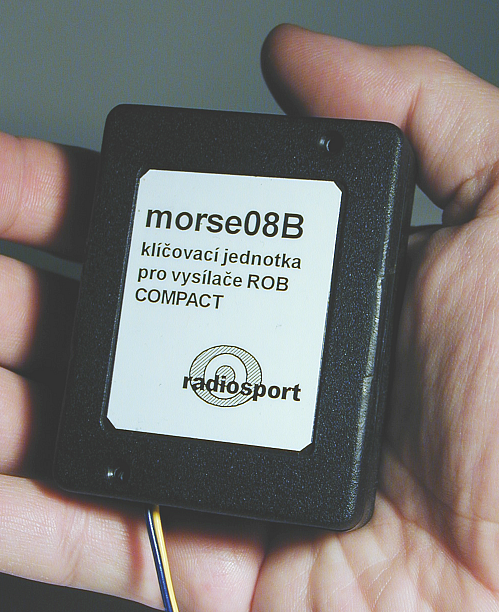 morse08B
klíčovací jednotka
pro vysílače ROB
COMPACT
radiosport